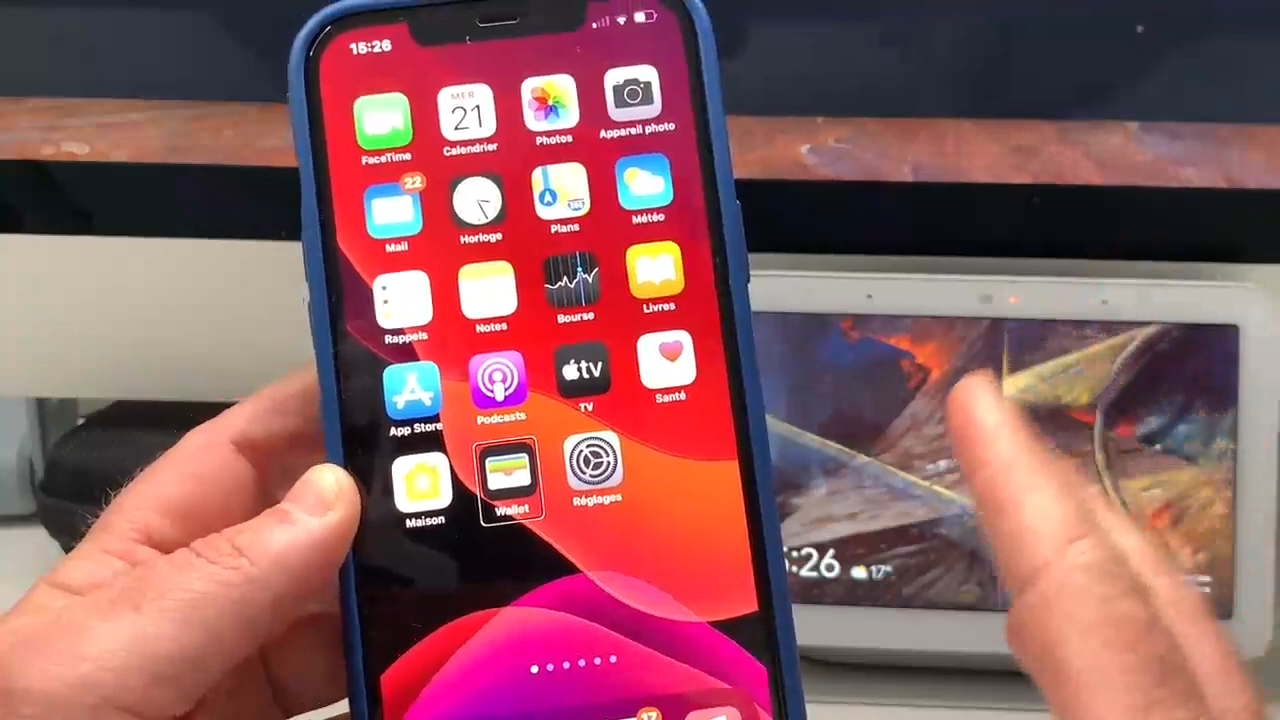 15:26
MER
21
FaceTime
Calendrier
Photos
Appareil photo
22
Mail
Horloge
Plans
Météo
Rappels
Notes
Bourse
Livres
tv
App Store
Podcasts
TV
Santé
Maison
Wallet
Réglages
:26
17°
17